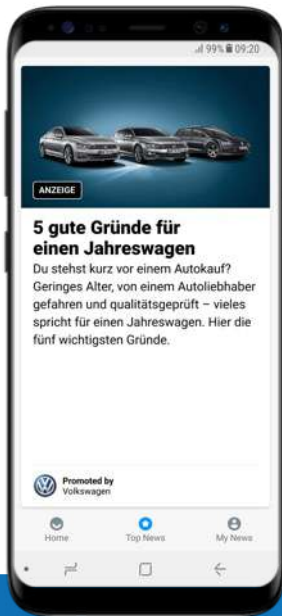 99% 09:20
ANZEIGE
5 gute Gründe für
einen Jahreswagen
Du stehst kurz vor einem Autokauf?
Geringes Alter, von einem Autoliebhaber
gefahren und qualitätsgeprüft – vieles
spricht für einen Jahreswagen. Hier die
fünf wichtigsten Gründe.
Promoted by
Volkswagen
Home Top News My News